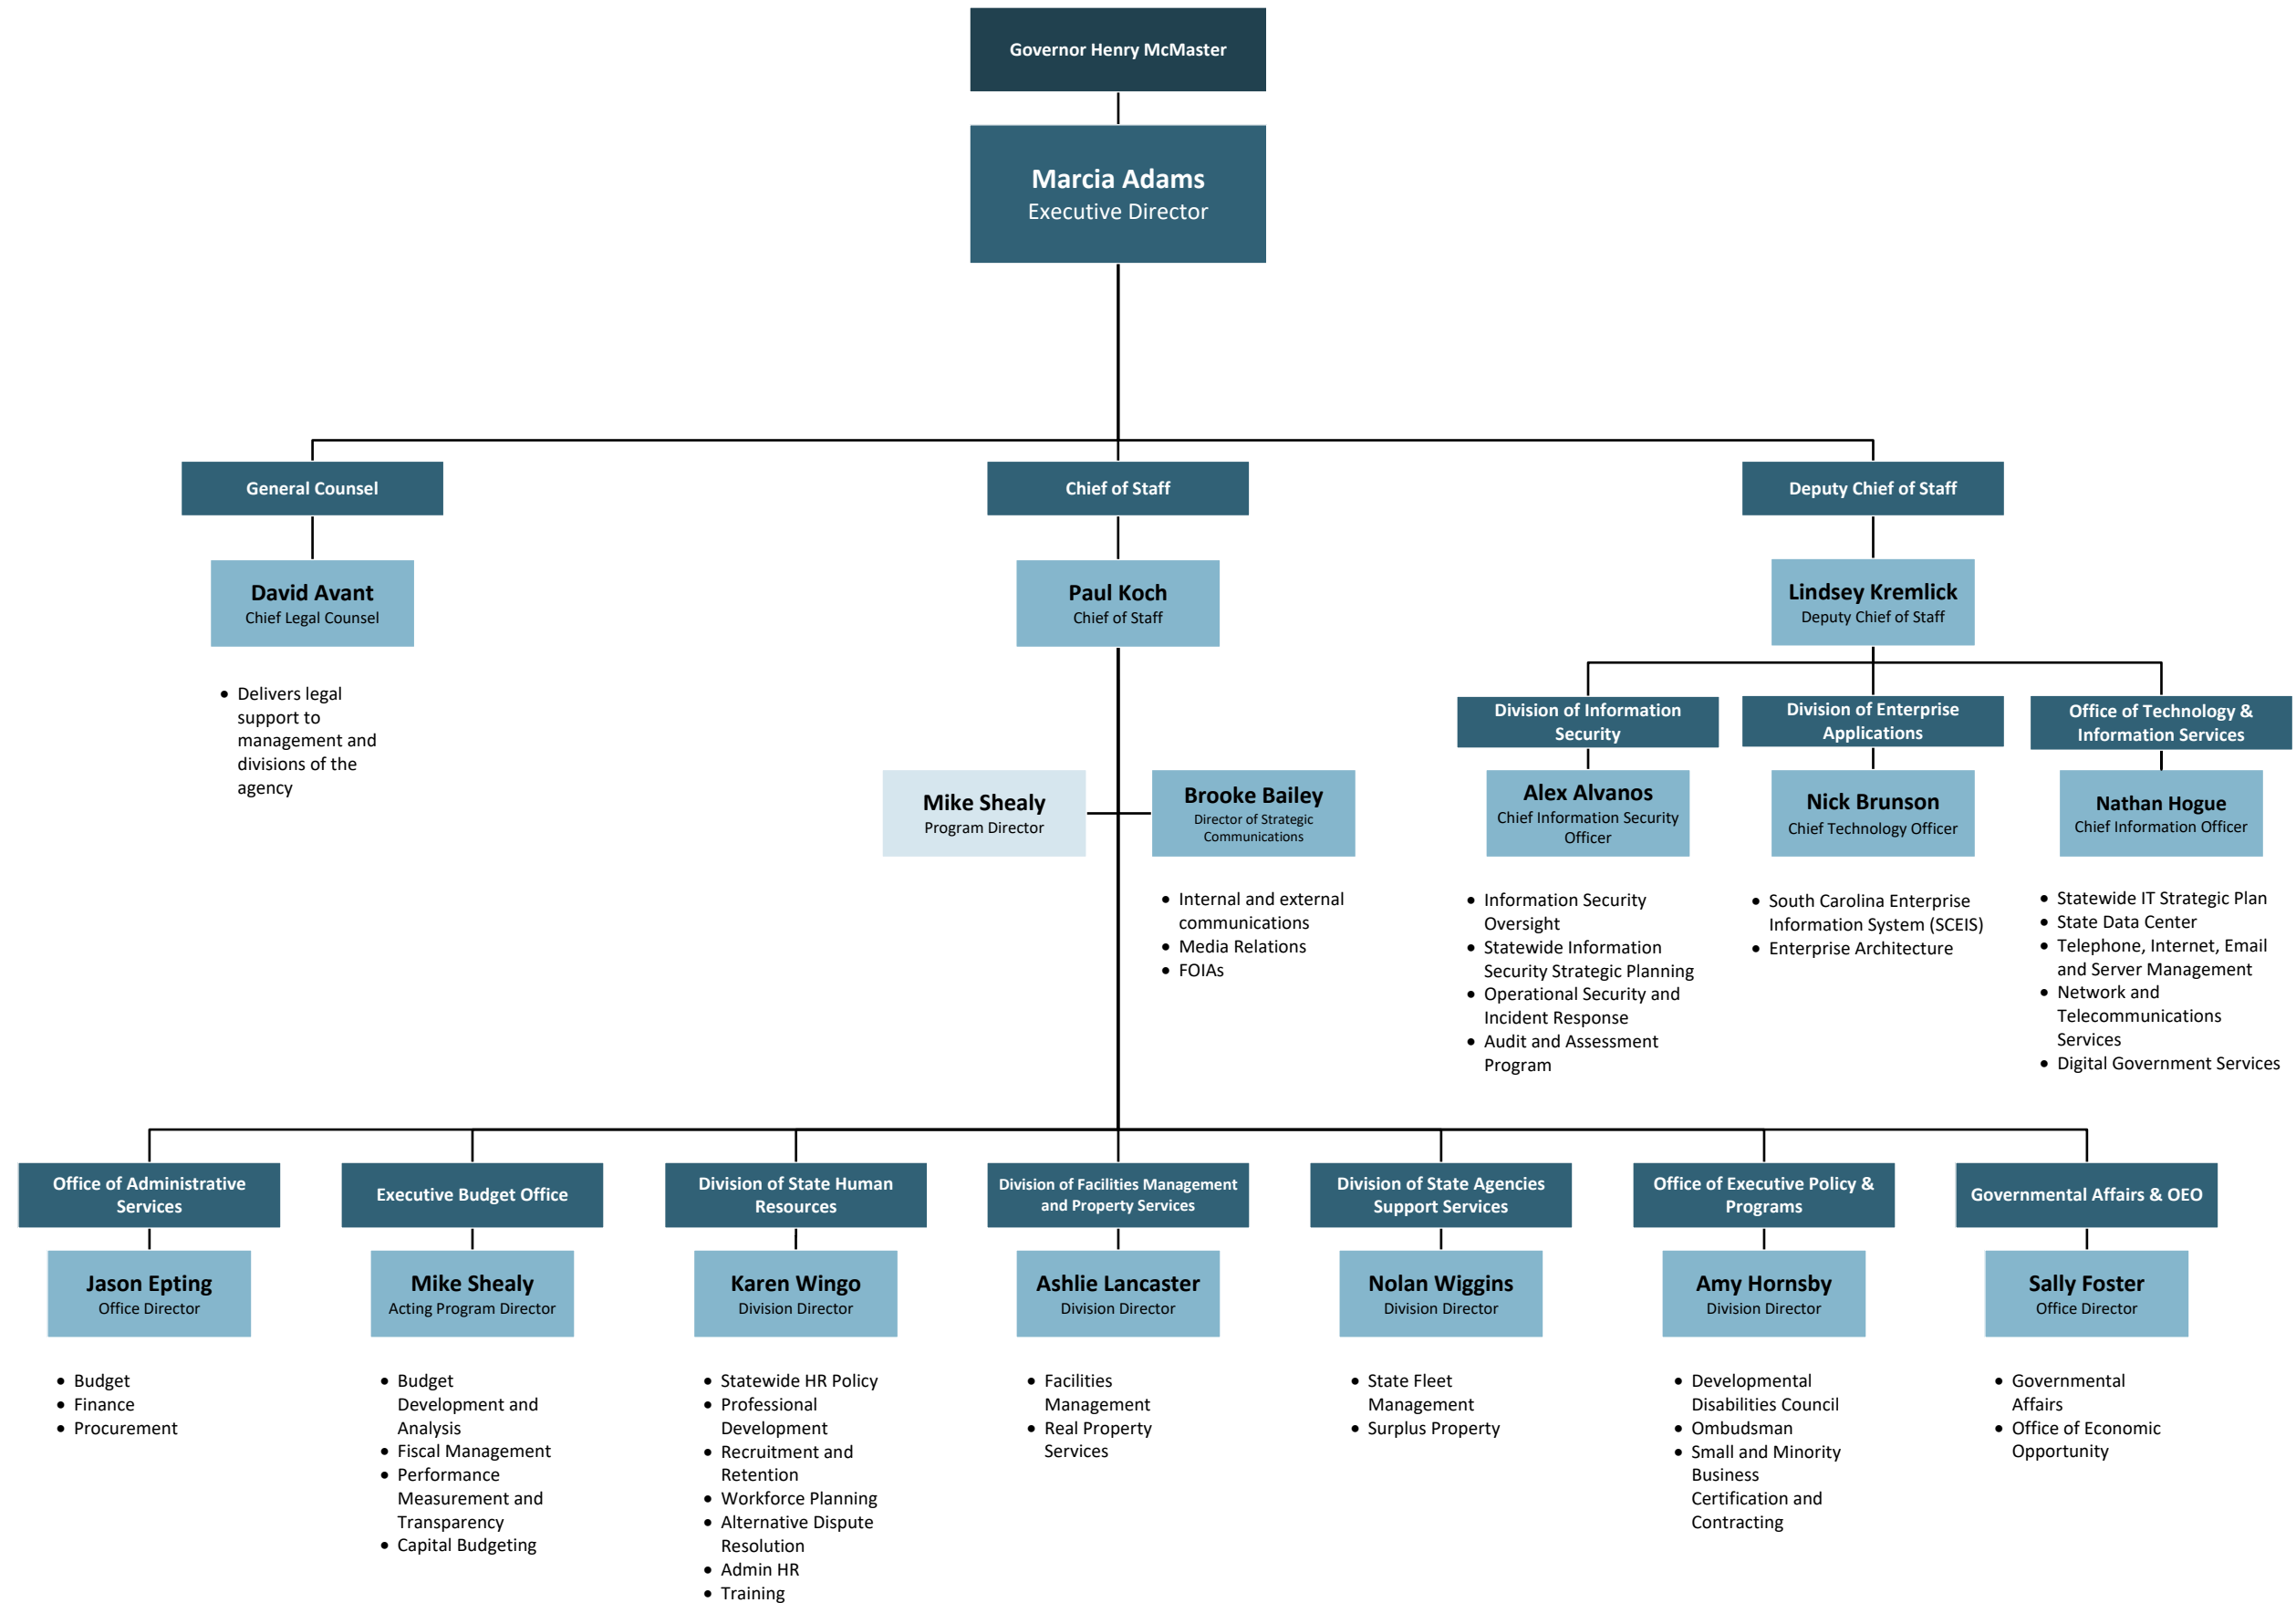 Governor Henry McMaster
Marcia Adams
Executive Director
General Counsel
Chief of Staff
Deputy Chief of Staff
David Avant
Chief Legal Counsel
Paul Koch
Chief of Staff
Lindsey Kremlick
Deputy Chief of Staff
• Delivers legal
support to
management and
divisions of the
agency
Division of Information
Security
Division of Enterprise
Applications
Office of Technology &
Information Services
Mike Shealy
Program Director
Brooke Bailey
Director of Strategic
Communications
Alex Alvanos
Chief Information Security
Officer
Nick Brunson
Chief Technology Officer
Nathan Hogue
Chief Information Officer
• Internal and external
communications
• Media Relations
• FOIAs
• Information Security
Oversight
• Statewide Information
Security Strategic Planning
• Operational Security and
Incident Response
• Audit and Assessment
Program
• South Carolina Enterprise
Information System (SCEIS)
• Enterprise Architecture
• Statewide IT Strategic Plan
• State Data Center
• Telephone, Internet, Email
and Server Management
• Network and
Telecommunications
Services
• Digital Government Services
Office of Administrative
Services
Executive Budget Office
Division of State Human
Resources
Division of Facilities Management
and Property Services
Division of State Agencies
Support Services
Office of Executive Policy &
Programs
Governmental Affairs & OEO
Jason Epting
Office Director
Mike Shealy
Acting Program Director
Karen Wingo
Division Director
Ashlie Lancaster
Division Director
Nolan Wiggins
Division Director
Amy Hornsby
Division Director
Sally Foster
Office Director
• Budget
• Finance
• Procurement
• Budget
Development and
Analysis
• Fiscal Management
• Performance
Measurement and
Transparency
• Capital Budgeting
• Statewide HR Policy
• Professional
Development
• Recruitment and
Retention
• Workforce Planning
• Alternative Dispute
Resolution
• Admin HR
• Training
• Facilities
Management
• Real Property
Services
• State Fleet
Management
• Surplus Property
• Developmental
Disabilities Council
• Ombudsman
• Small and Minority
Business
Certification and
Contracting
• Governmental
Affairs
• Office of Economic
Opportunity